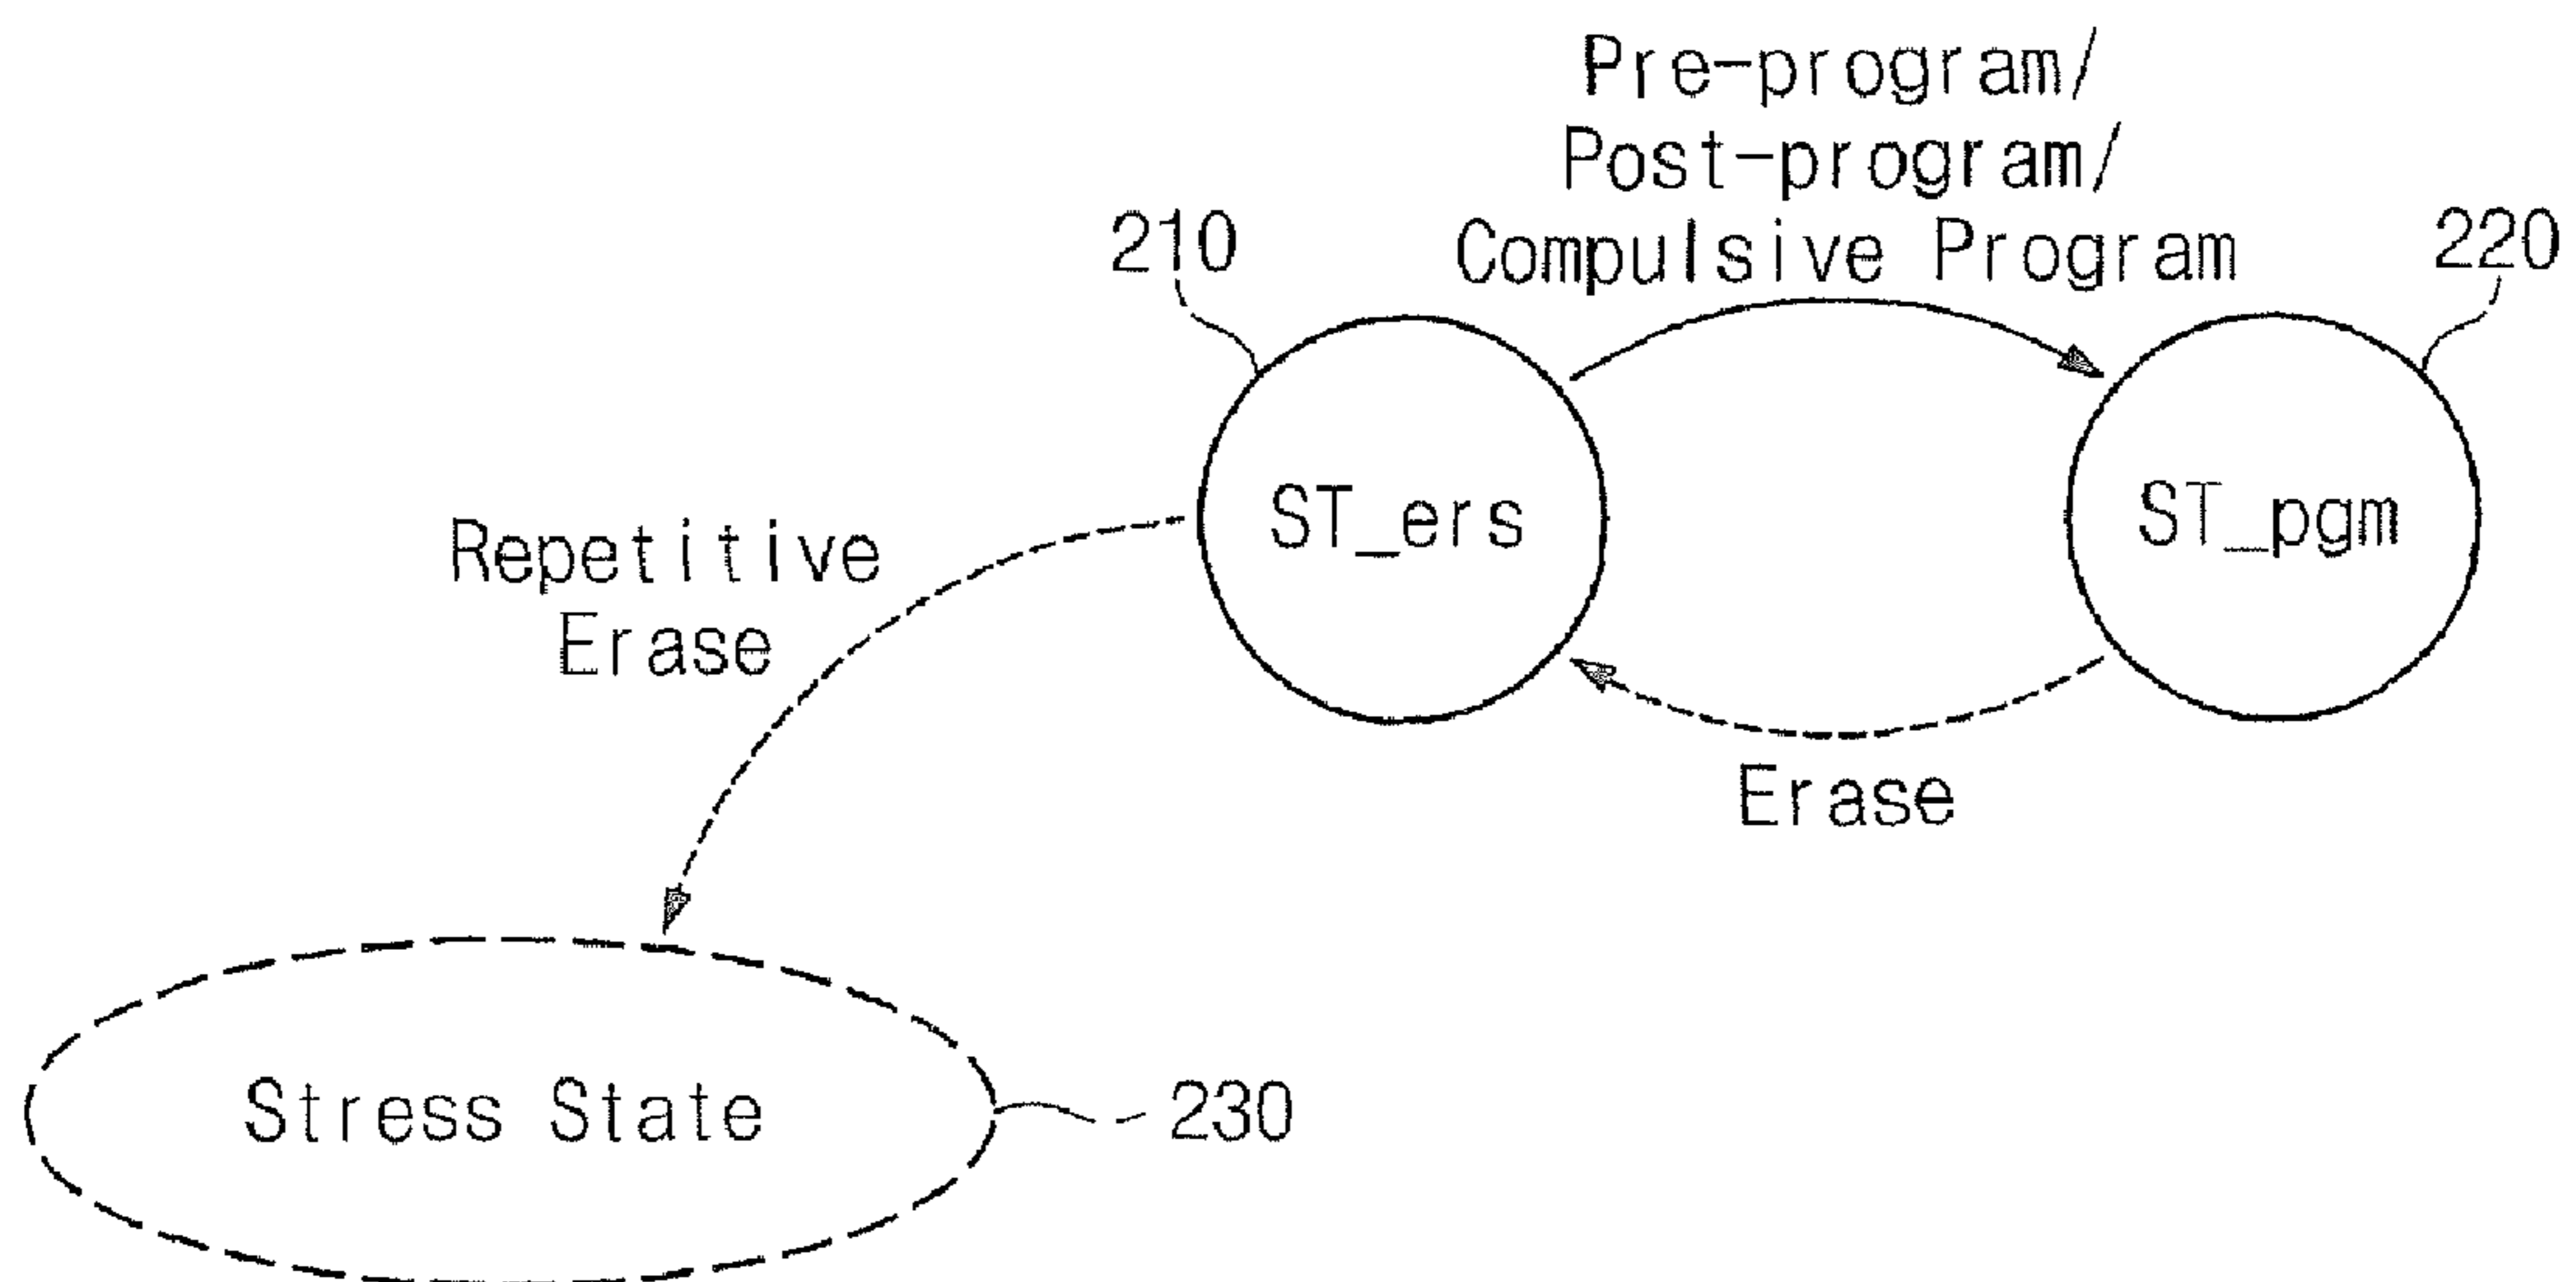 Pre-program/
Post-program/
Compulsive Program
210
220
ST_ers
ST_pgm
Repetitive
Erase
Erase
Stress State
230